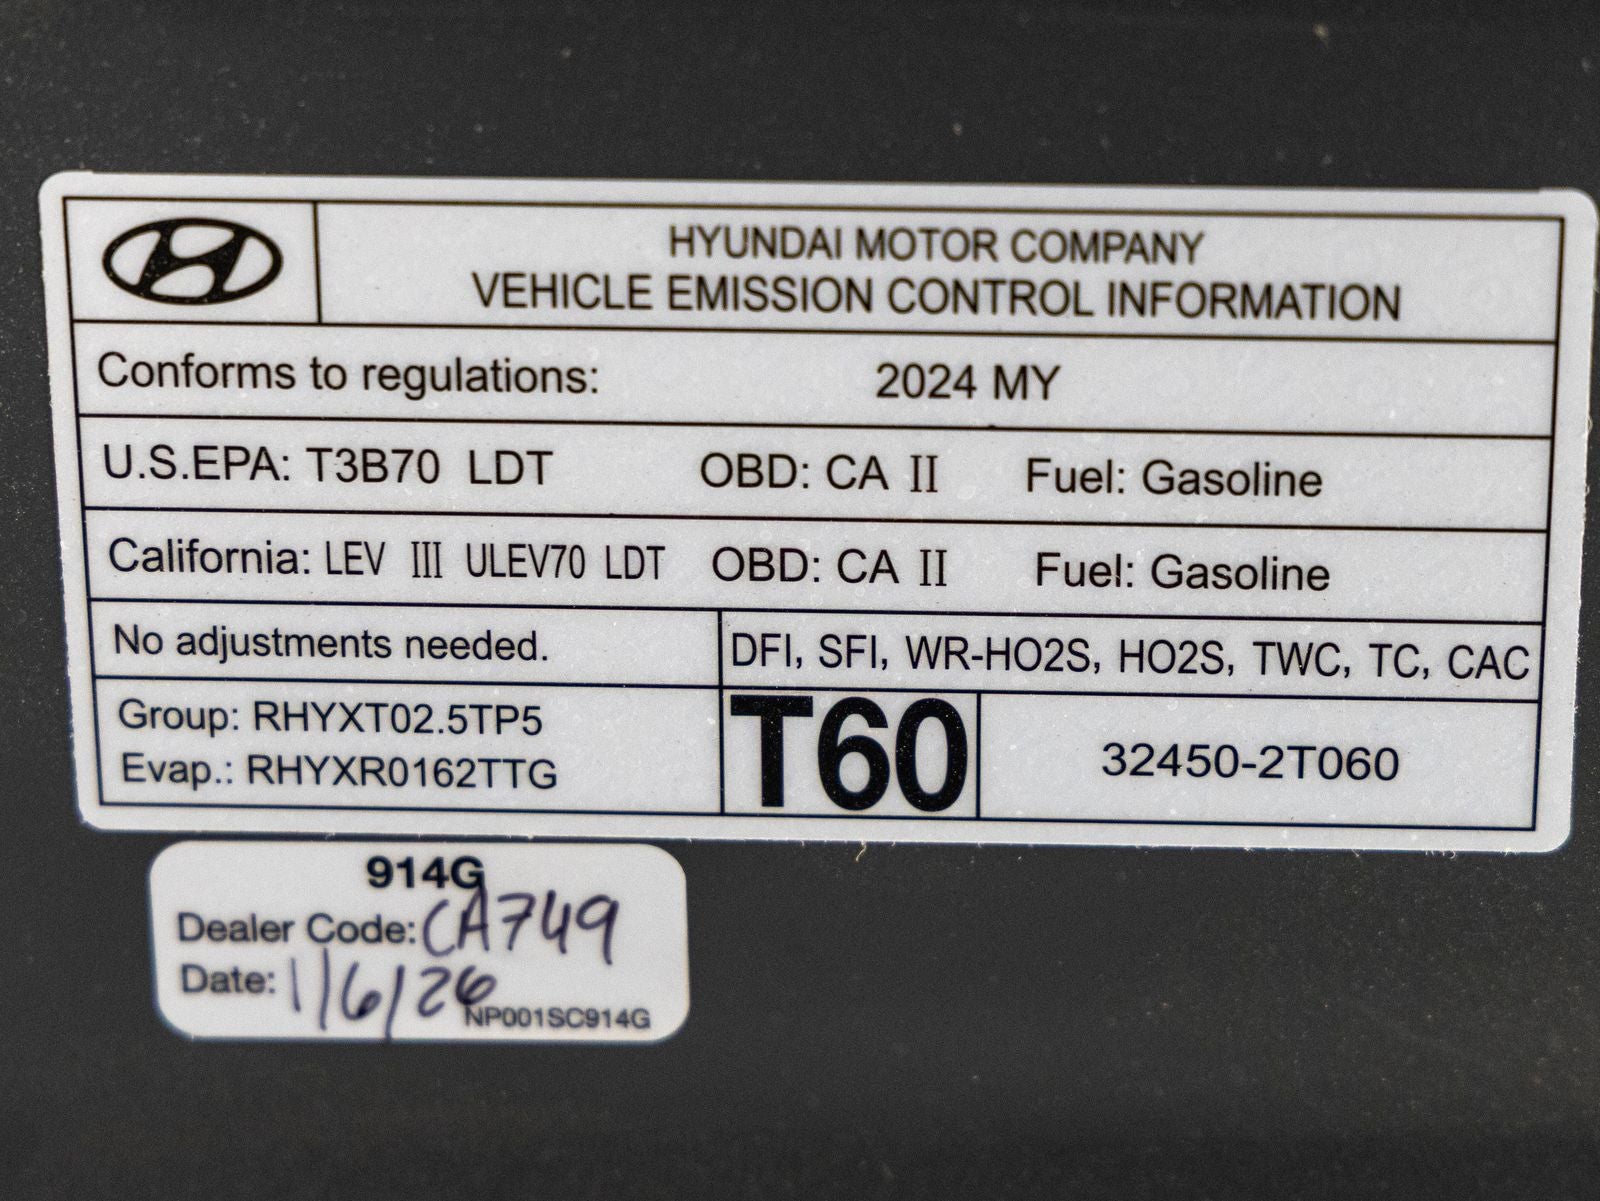 HYUNDAI MOTOR COMPANY
VEHICLE EMISSION CONTROL INFORMATION
Conforms to regulations: 2024 MY
U.S.EPA: T3B70 LDT OBD: CA II Fuel: Gasoline
California: LEV III ULEV70 LDT OBD: CA II Fuel: Gasoline
No adjustments needed. DFI, SFI, WR-HO2S, HO2S, TWC, TC, CAC
Group: RHYXT02.5TP5
Evap.: RHYXR0162TTG
T60
32450-2T060
914G
Dealer Code: CA749
Date: 1/6/26
NP001SC914G